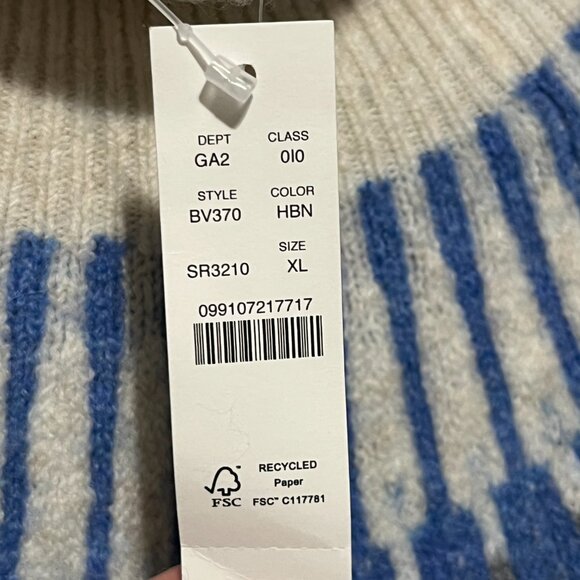 DEPT CLASS
GA2 0I0
STYLE COLOR
BV370 HBN
SIZE
SR3210 XL
099107217717
RECYCLED
Paper
FSC™ C117781
FSC